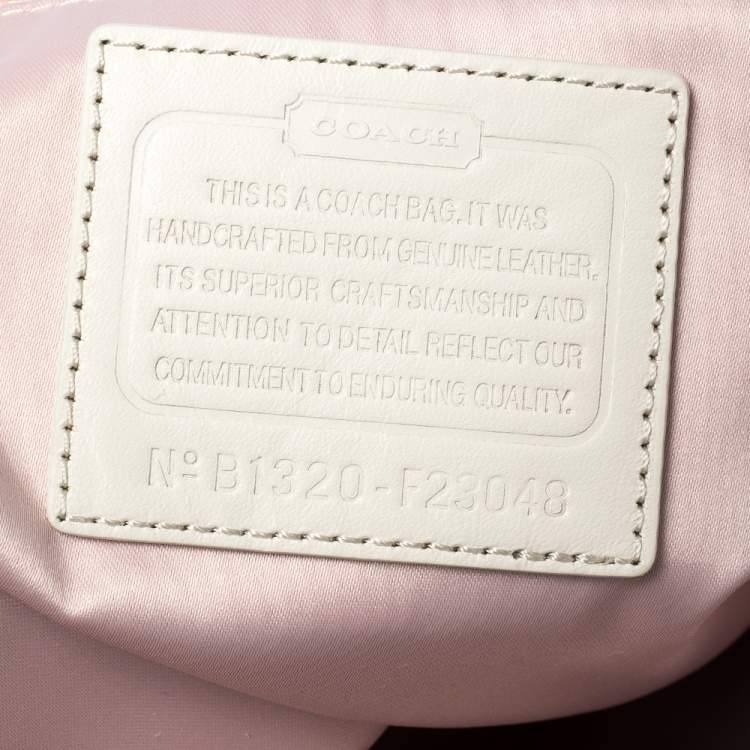 COACH
THIS IS A COACH BAG. IT WAS
HANDCRAFTED FROM GENUINE LEATHER.
ITS SUPERIOR CRAFTSMANSHIP AND
ATTENTION TO DETAIL REFLECT OUR
COMMITMENT TO ENDURING QUALITY.
Nº B1320-F23048